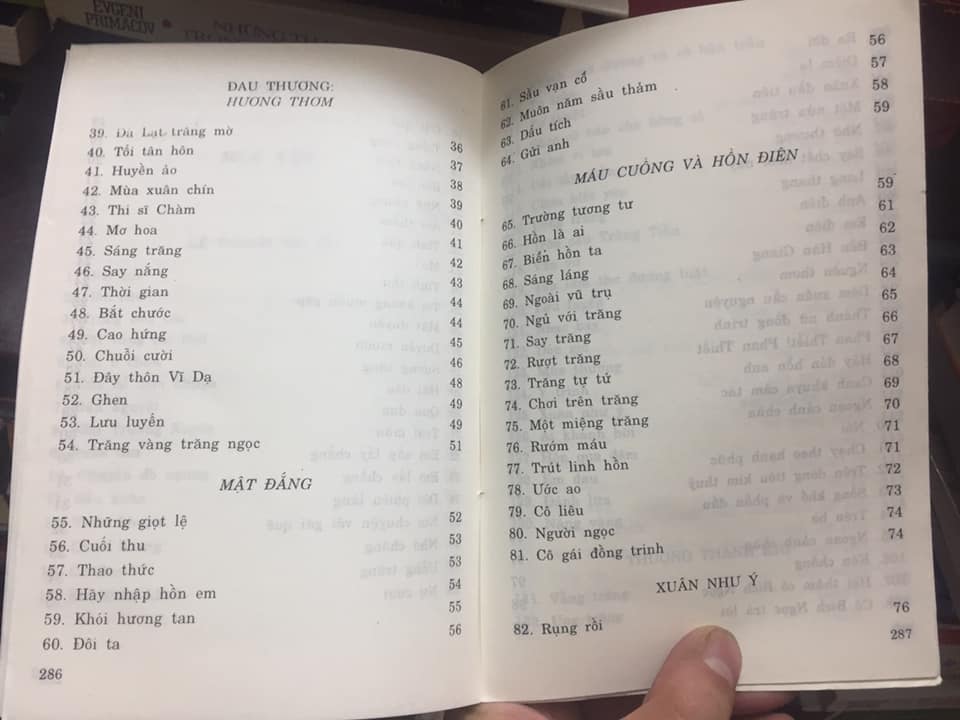 EVGENI
PRIMACOV
NHỮNG
TRONG
ĐAU THƯƠNG:
HƯƠNG THƠM
39. Đà Lạt trăng mờ 36
40. Tối tân hôn 37
41. Huyền ảo 38
42. Mùa xuân chín 39
43. Thi sĩ Chàm 40
44. Mơ hoa 41
45. Sáng trăng 42
46. Say nắng 43
47. Thời gian 44
48. Bắt chước 44
49. Cao hứng 45
50. Chuỗi cười 46
51. Đây thôn Vĩ Dạ 48
52. Ghen 49
53. Lưu luyến 49
54. Trăng vàng trăng ngọc 51
MẬT ĐẮNG
55. Những giọt lệ 52
56. Cuối thu 53
57. Thao thức 53
58. Hãy nhập hồn em 54
59. Khói hương tan 55
60. Đôi ta 56
286
61. Sầu vạn cổ 56
62. Muôn năm sầu thảm 57
63. Dấu tích 58
64. Gửi anh 59
MÁU CUỒNG VÀ HỒN ĐIÊN
65. Trường tương tư 59
66. Hồn là ai 61
67. Biển hồn ta 62
68. Sáng láng 63
69. Ngoài vũ trụ 64
70. Ngủ với trăng 65
71. Say trăng 66
72. Rượt trăng 67
73. Trăng tự tử 68
74. Chơi trên trăng 69
75. Một miệng trăng 70
76. Rướm máu 71
77. Trút linh hồn 71
78. Ước ao 72
79. Cô liêu 73
80. Người ngọc 74
81. Cô gái đồng trinh 74
XUÂN NHƯ Ý
82. Rụng rồi 76
287